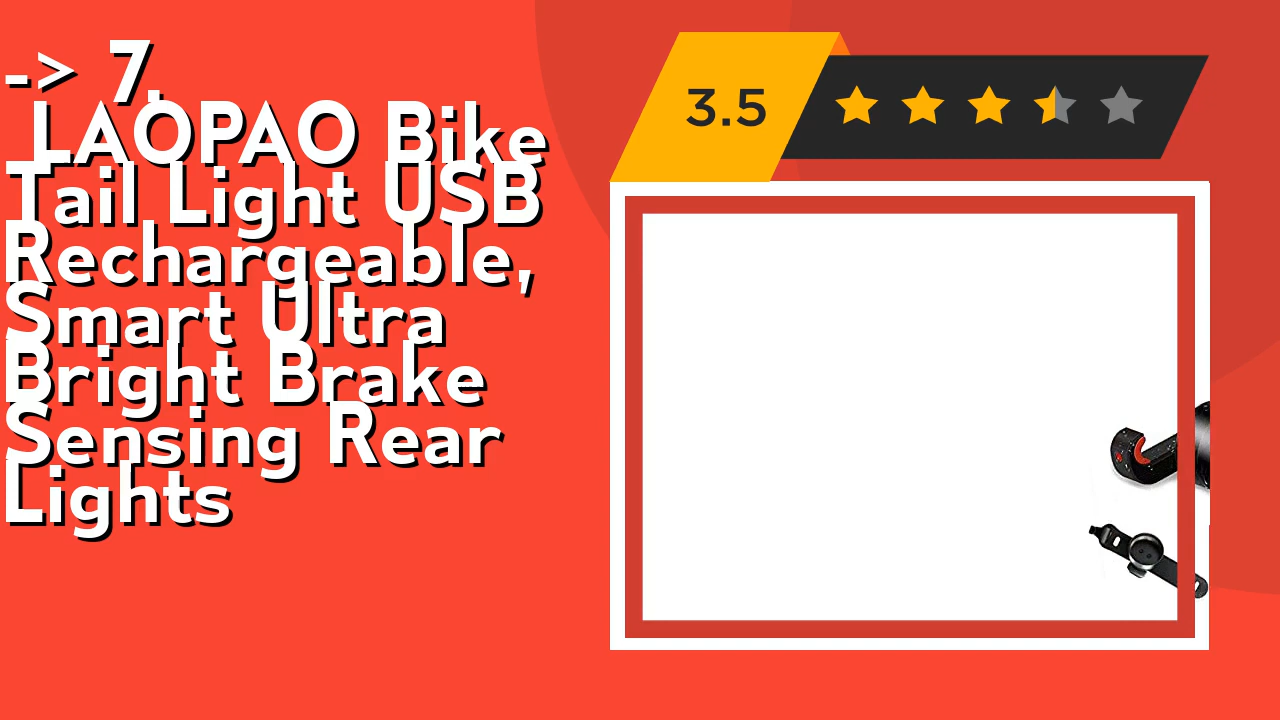 -> 7.
LAOPAO Bike
Tail Light USB
Rechargeable,
Smart Ultra
Bright Brake
Sensing Rear
Lights
3.5